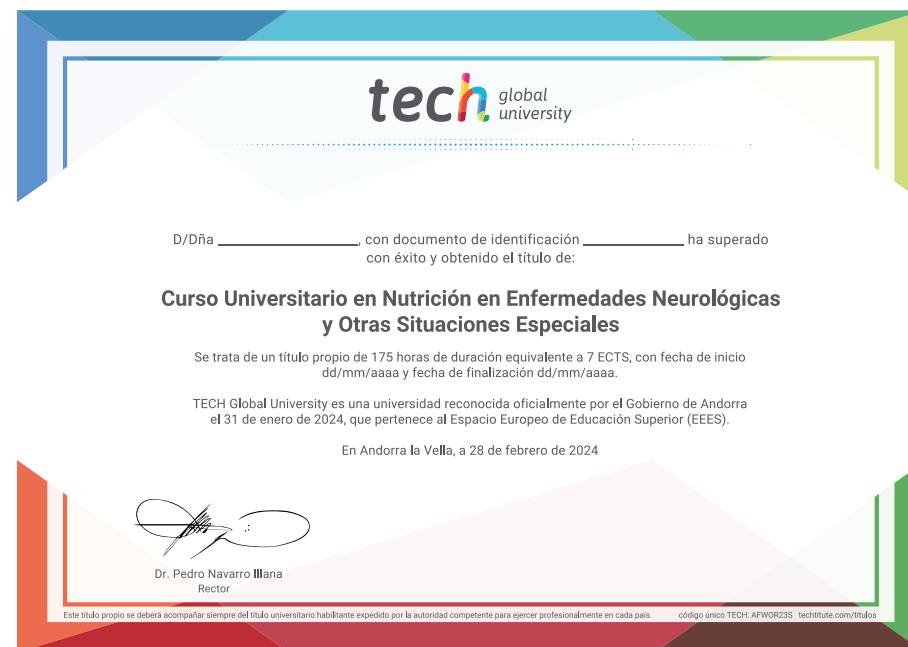 tech global university
D/Dña ____________________, con documento de identificación ______________ ha superado
con éxito y obtenido el título de:
Curso Universitario en Nutrición en Enfermedades Neurológicas
y Otras Situaciones Especiales
Se trata de un título propio de 175 horas de duración equivalente a 7 ECTS, con fecha de inicio
dd/mm/aaaa y fecha de finalización dd/mm/aaaa.
TECH Global University es una universidad reconocida oficialmente por el Gobierno de Andorra
el 31 de enero de 2024, que pertenece al Espacio Europeo de Educación Superior (EEES).
En Andorra la Vella, a 28 de febrero de 2024
Dr. Pedro Navarro Illana
Rector
Este título propio se deberá acompañar siempre del título universitario habilitante expedido por la autoridad competente para ejercer profesionalmente en cada país. código único TECH: AFWOR23S techtitute.com/titulos